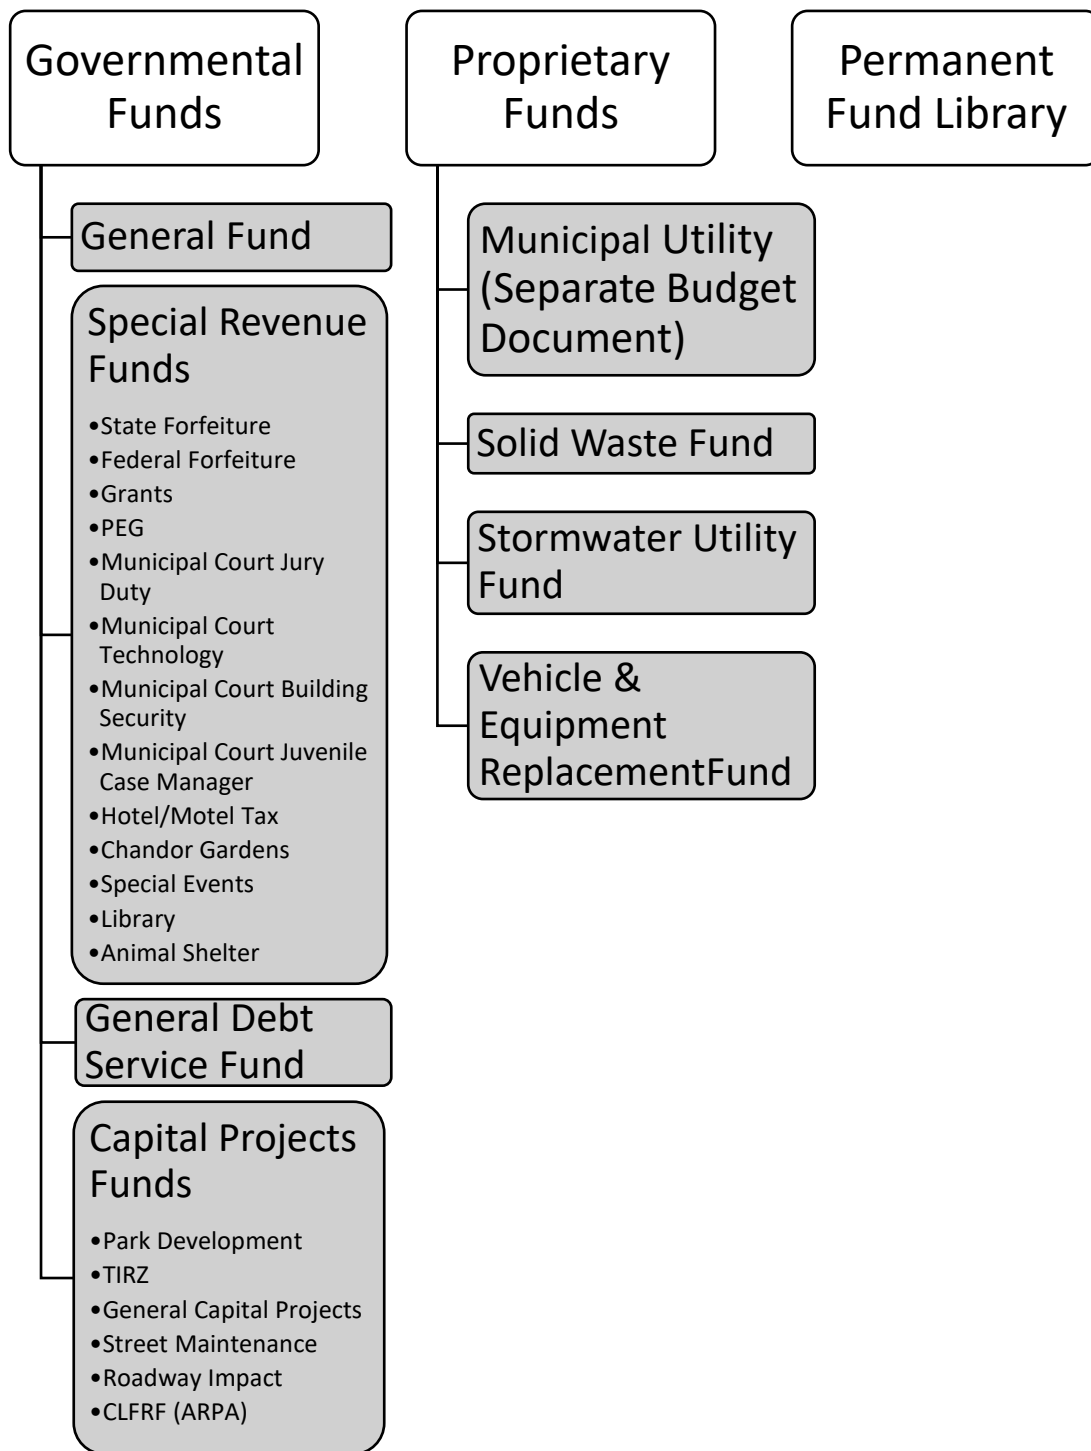 Governmental
Funds
General Fund
Special Revenue
Funds
•State Forfeiture
•Federal Forfeiture
•Grants
•PEG
•Municipal Court Jury
Duty
•Municipal Court
Technology
•Municipal Court Building
Security
•Municipal Court Juvenile
Case Manager
•Hotel/Motel Tax
•Chandor Gardens
•Special Events
•Library
•Animal Shelter
General Debt
Service Fund
Capital Projects
Funds
•Park Development
•TIRZ
•General Capital Projects
•Street Maintenance
•Roadway Impact
•CLFRF (ARPA)
Proprietary
Funds
Municipal Utility
(Separate Budget
Document)
Solid Waste Fund
Stormwater Utility
Fund
Vehicle &
Equipment
ReplacementFund
Permanent
Fund Library